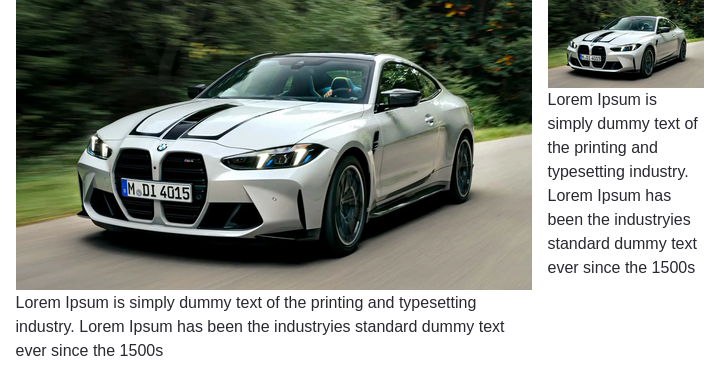 M DI 4015
Lorem Ipsum is simply dummy text of the printing and typesetting
industry. Lorem Ipsum has been the industryies standard dummy text
ever since the 1500s
M DI 4015
Lorem Ipsum is
simply dummy text of
the printing and
typesetting industry.
Lorem Ipsum has
been the industryies
standard dummy text
ever since the 1500s